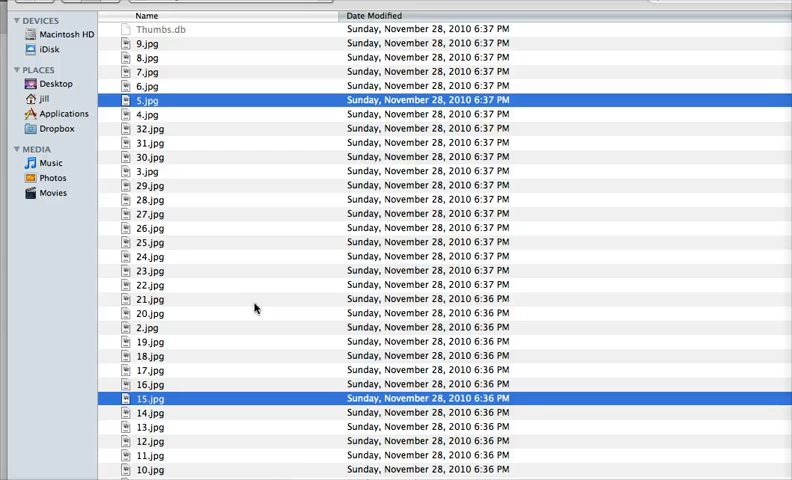 Name Date Modified
DEVICES
Macintosh HD
iDisk
PLACES
Desktop
jill
Applications
Dropbox
MEDIA
Music
Photos
Movies
Thumbs.db Sunday, November 28, 2010 6:37 PM
9.jpg Sunday, November 28, 2010 6:37 PM
8.jpg Sunday, November 28, 2010 6:37 PM
7.jpg Sunday, November 28, 2010 6:37 PM
6.jpg Sunday, November 28, 2010 6:37 PM
5.jpg Sunday, November 28, 2010 6:37 PM
4.jpg Sunday, November 28, 2010 6:37 PM
32.jpg Sunday, November 28, 2010 6:37 PM
31.jpg Sunday, November 28, 2010 6:37 PM
30.jpg Sunday, November 28, 2010 6:37 PM
3.jpg Sunday, November 28, 2010 6:37 PM
29.jpg Sunday, November 28, 2010 6:37 PM
28.jpg Sunday, November 28, 2010 6:37 PM
27.jpg Sunday, November 28, 2010 6:37 PM
26.jpg Sunday, November 28, 2010 6:37 PM
25.jpg Sunday, November 28, 2010 6:37 PM
24.jpg Sunday, November 28, 2010 6:37 PM
23.jpg Sunday, November 28, 2010 6:37 PM
22.jpg Sunday, November 28, 2010 6:37 PM
21.jpg Sunday, November 28, 2010 6:36 PM
20.jpg Sunday, November 28, 2010 6:36 PM
2.jpg Sunday, November 28, 2010 6:36 PM
19.jpg Sunday, November 28, 2010 6:36 PM
18.jpg Sunday, November 28, 2010 6:36 PM
17.jpg Sunday, November 28, 2010 6:36 PM
16.jpg Sunday, November 28, 2010 6:36 PM
15.jpg Sunday, November 28, 2010 6:36 PM
14.jpg Sunday, November 28, 2010 6:36 PM
13.jpg Sunday, November 28, 2010 6:36 PM
12.jpg Sunday, November 28, 2010 6:36 PM
11.jpg Sunday, November 28, 2010 6:36 PM
10.jpg Sunday, November 28, 2010 6:36 PM